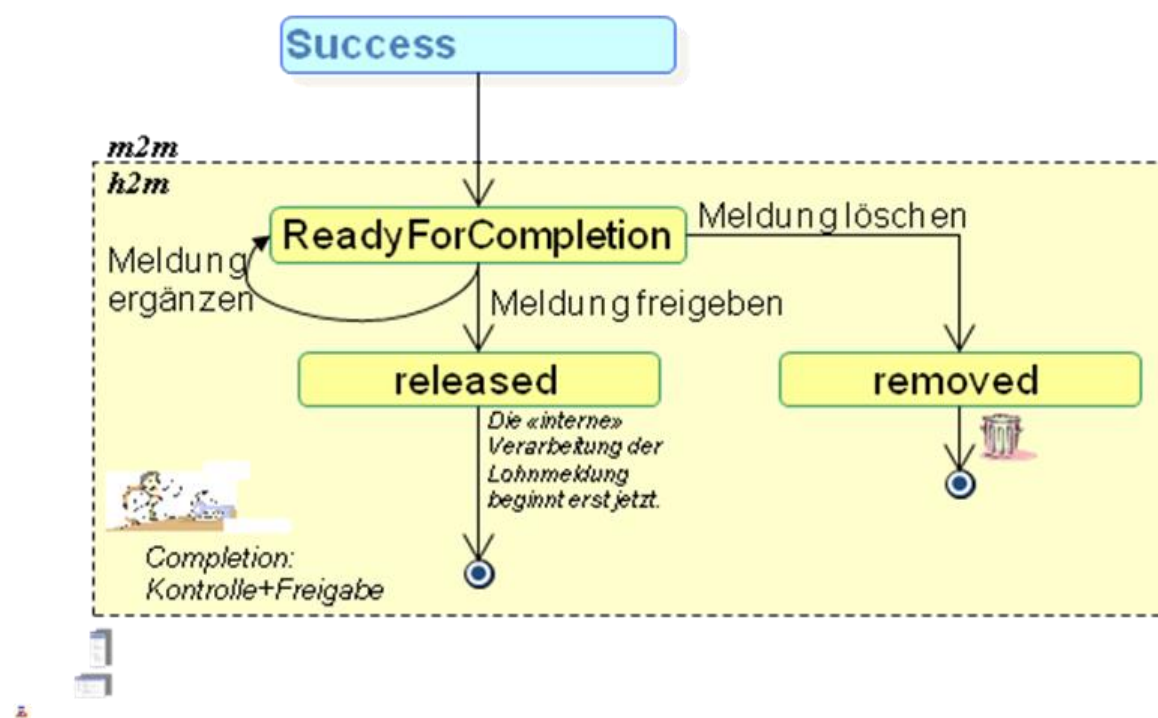 Success
m2m
h2m
ReadyForCompletion
Meldung löschen
Meldung
ergänzen
Meldung freigeben
released
removed
Die «interne»
Verarbeitung der
Lohnmeldung
beginnt erst jetzt.
Completion:
Kontrolle+Freigabe